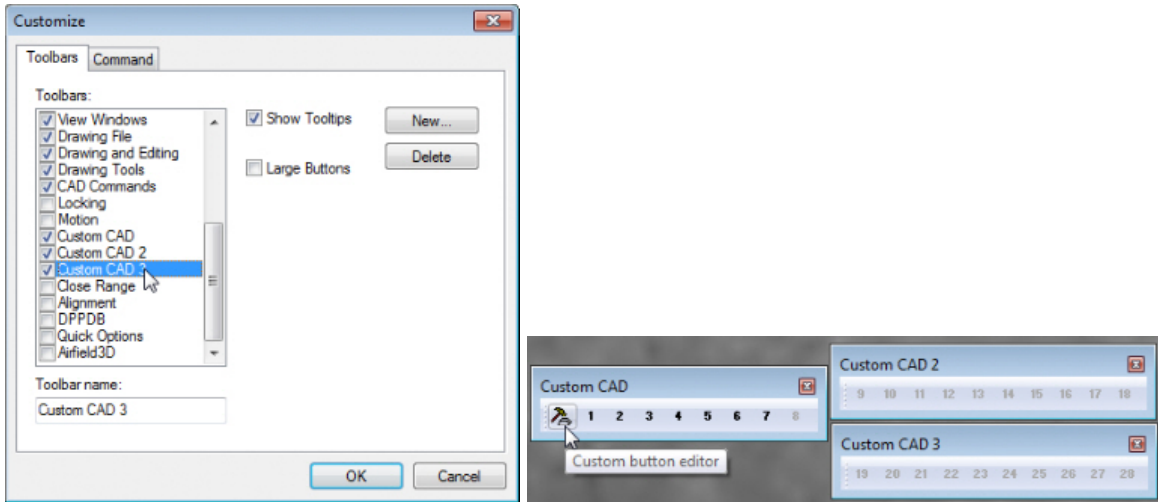 Customize
Toolbars Command
Toolbars:
View Windows
Drawing File
Drawing and Editing
Drawing Tools
CAD Commands
Locking
Motion
Custom CAD
Custom CAD 2
Custom CAD 3
Close Range
Alignment
DPPDB
Quick Options
Airfield3D
Show Tooltips
Large Buttons
New...
Delete
Toolbar name:
Custom CAD 3
OK Cancel
Custom CAD
1 2 3 4 5 6 7 8
Custom button editor
Custom CAD 2
9 10 11 12 13 14 15 16 17 18
Custom CAD 3
19 20 21 22 23 24 25 26 27 28